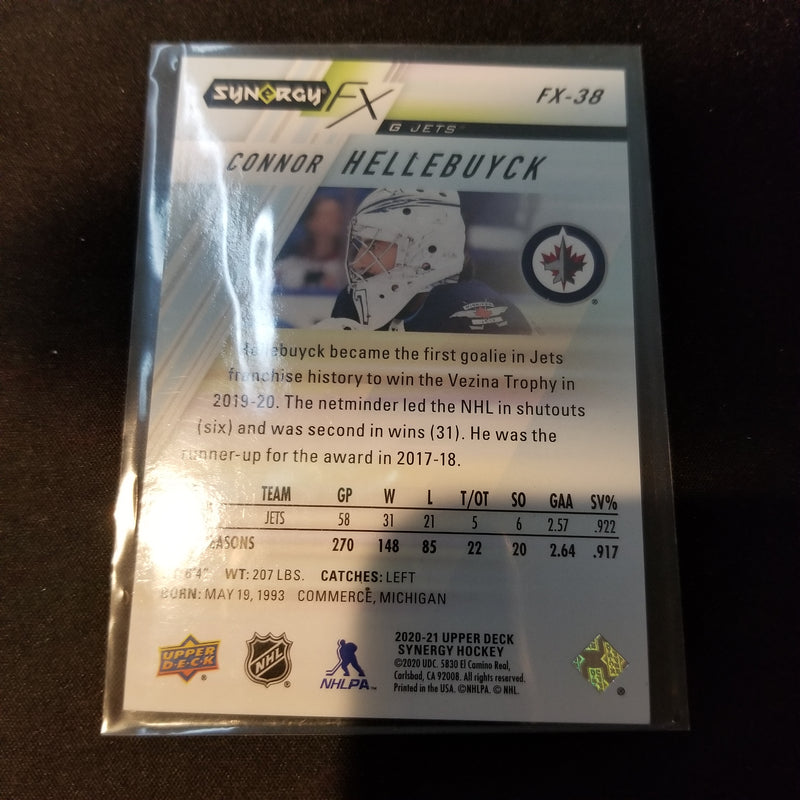 SYNERGY FX
FX-38
G JETS
CONNOR HELLEBUYCK
Hellebuyck became the first goalie in Jets
franchise history to win the Vezina Trophy in
2019-20. The netminder led the NHL in shutouts
(six) and was second in wins (31). He was the
runner-up for the award in 2017-18.
TEAM GP W L T/OT SO GAA SV%
JETS 58 31 21 5 6 2.57 .922
270 148 85 22 20 2.64 .917
6'4" WT: 207 LBS. CATCHES: LEFT
BORN: MAY 19, 1993 COMMERCE, MICHIGAN
UPPER
DECK
NHL
NHLPA
2020-21 UPPER DECK
SYNERGY HOCKEY
©2020 UDC. 5830 El Camino Real,
Carlsbad, CA 92008. All rights reserved.
Printed in the USA. ©NHLPA. © NHL.